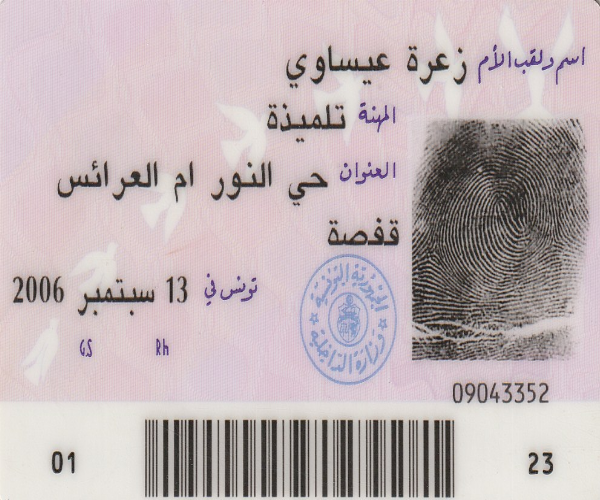 اسم ولقب الأم زعرة عيساوي
المهنة تلميذة
العنوان حي النور ام العرائس
قفصة
تونس في 13 سبتمبر 2006
G.S Rh
الجمهورية التونسية
وزارة الداخلية
09043352
01 23